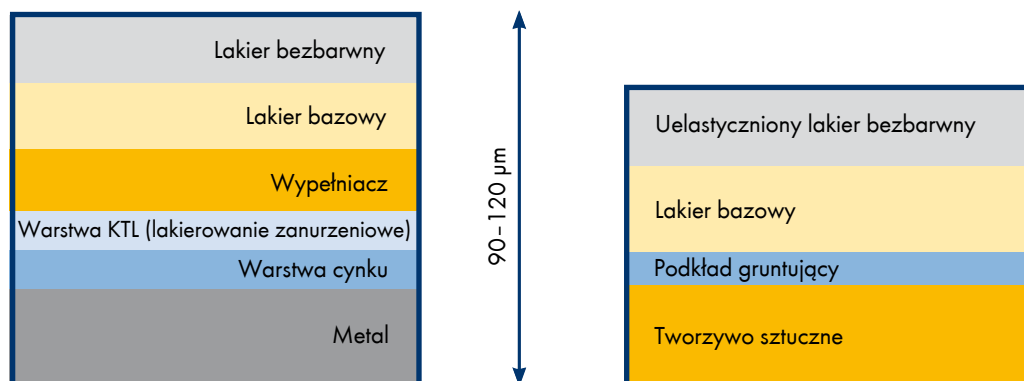 Lakier bezbarwny
Lakier bazowy
Wypełniacz
Warstwa KTL (lakierowanie zanurzeniowe)
Warstwa cynku
Metal
90–120 µm
Uelastyczniony lakier bezbarwny
Lakier bazowy
Podkład gruntujący
Tworzywo sztuczne